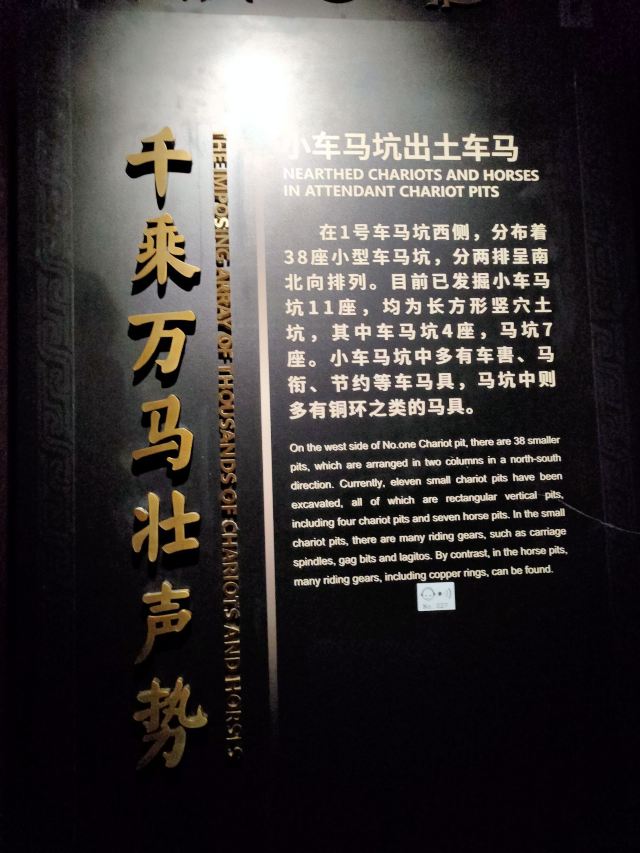 千乘万马壮声势
THE IMPOSING ARRAY OF THOUSANDS OF CHARIOTS AND HORSES
小车马坑出土车马
NEARTHED CHARIOTS AND HORSES
IN ATTENDANT CHARIOT PITS
在1号车马坑西侧，分布着
38座小型车马坑，分两排呈南
北向排列。目前已发掘小车马
坑11座，均为长方形竖穴土
坑，其中车马坑4座，马坑7
座。小车马坑中多有车軎、马
衔、节约等车马具，马坑中则
多有铜环之类的马具。
On the west side of No.one Chariot pit, there are 38 smaller
pits, which are arranged in two columns in a north-south
direction. Currently, eleven small chariot pits have been
excavated, all of which are rectangular vertical pits,
including four chariot pits and seven horse pits. In the small
chariot pits, there are many riding gears, such as carriage
spindles, gag bits and lagitos. By contrast, in the horse pits,
many riding gears, including copper rings, can be found.